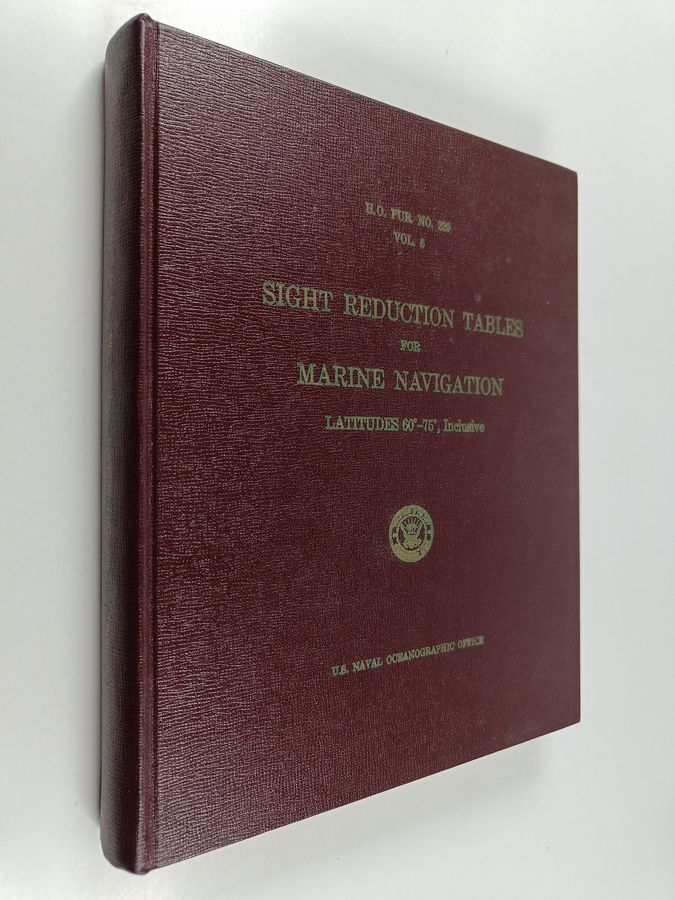 H.O. PUB. NO. 229
VOL. 5
SIGHT REDUCTION TABLES
FOR
MARINE NAVIGATION
LATITUDES 60°–75°, Inclusive
U.S. NAVAL OCEANOGRAPHIC OFFICE